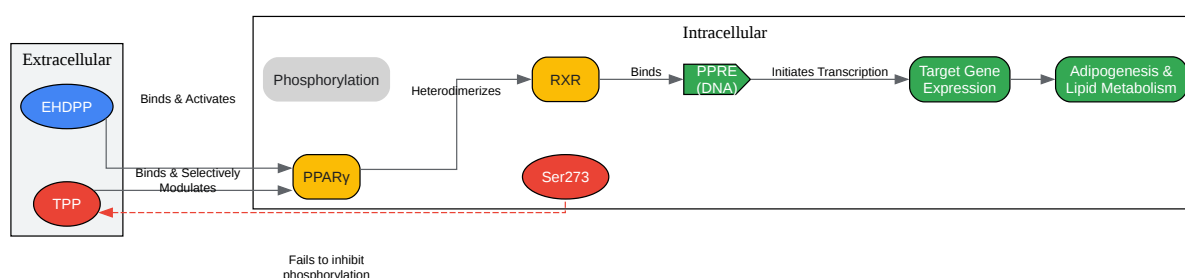 Intracellular
Extracellular
Phosphorylation
RXR
Binds
PPRE
(DNA)
Initiates Transcription
Target Gene
Expression
Adipogenesis &
Lipid Metabolism
EHDPP
Binds & Activates
Heterodimerizes
Binds & Selectively
Modulates
PPARγ
Ser273
TPP
Fails to inhibit
phosphorylation